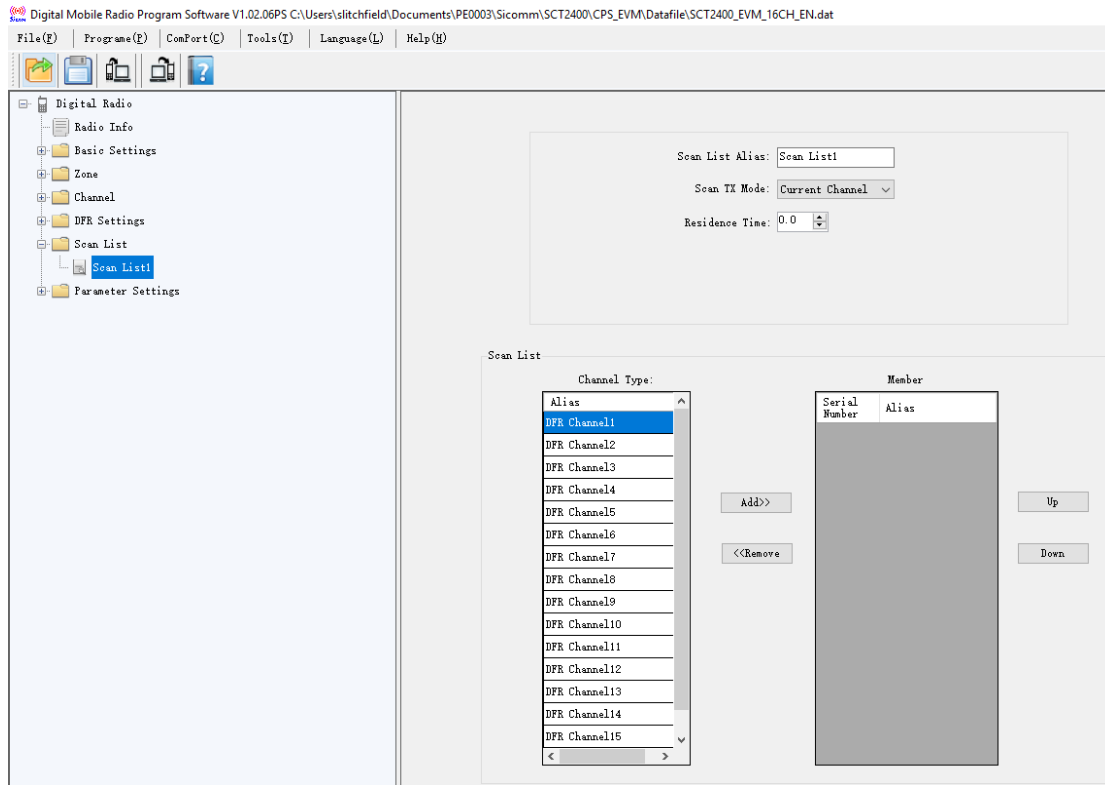 Digital Mobile Radio Program Software V1.02.06PS C:\Users\slitchfield\Documents\PE0003\Sicomm\SCT2400\CPS_EVM\Datafile\SCT2400_EVM_16CH_EN.dat
File(F) Programe(P) ComPort(C) Tools(T) Language(L) Help(H)
Digital Radio
Radio Info
Basic Settings
Zone
Channel
DFR Settings
Scan List
Scan List1
Parameter Settings
Scan List Alias: Scan List1
Scan TX Mode: Current Channel
Residence Time: 0.0
Scan List
Channel Type:
Alias
DFR Channel1
DFR Channel2
DFR Channel3
DFR Channel4
DFR Channel5
DFR Channel6
DFR Channel7
DFR Channel8
DFR Channel9
DFR Channel10
DFR Channel11
DFR Channel12
DFR Channel13
DFR Channel14
DFR Channel15
Add>>
<<Remove
Member
Serial Number Alias
Up
Down